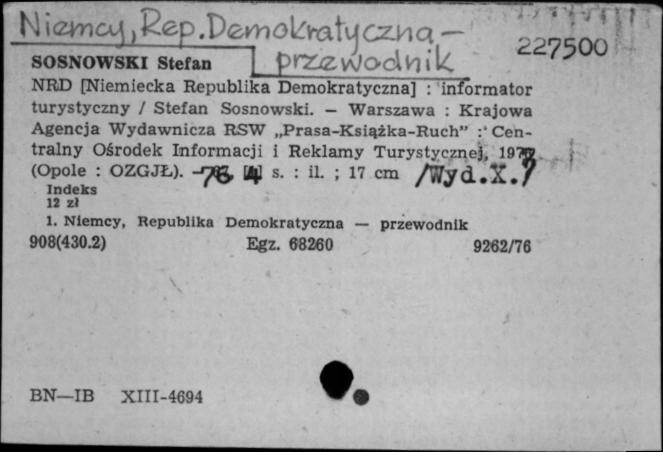 Niemcy, Rep. Demokratyczna –
przewodnik
227500
SOSNOWSKI Stefan
NRD [Niemiecka Republika Demokratyczna] : informator
turystyczny / Stefan Sosnowski. — Warszawa : Krajowa
Agencja Wydawnicza RSW „Prasa-Książka-Ruch” : Cen-
tralny Ośrodek Informacji i Reklamy Turystycznej,
(Opole : OZGJŁ). s. : il. ; 17 cm /Wyd.X./
Indeks
12 zł
1. Niemcy, Republika Demokratyczna — przewodnik
908(430.2) Egz. 68260 9262/76
BN—IB XIII-4694